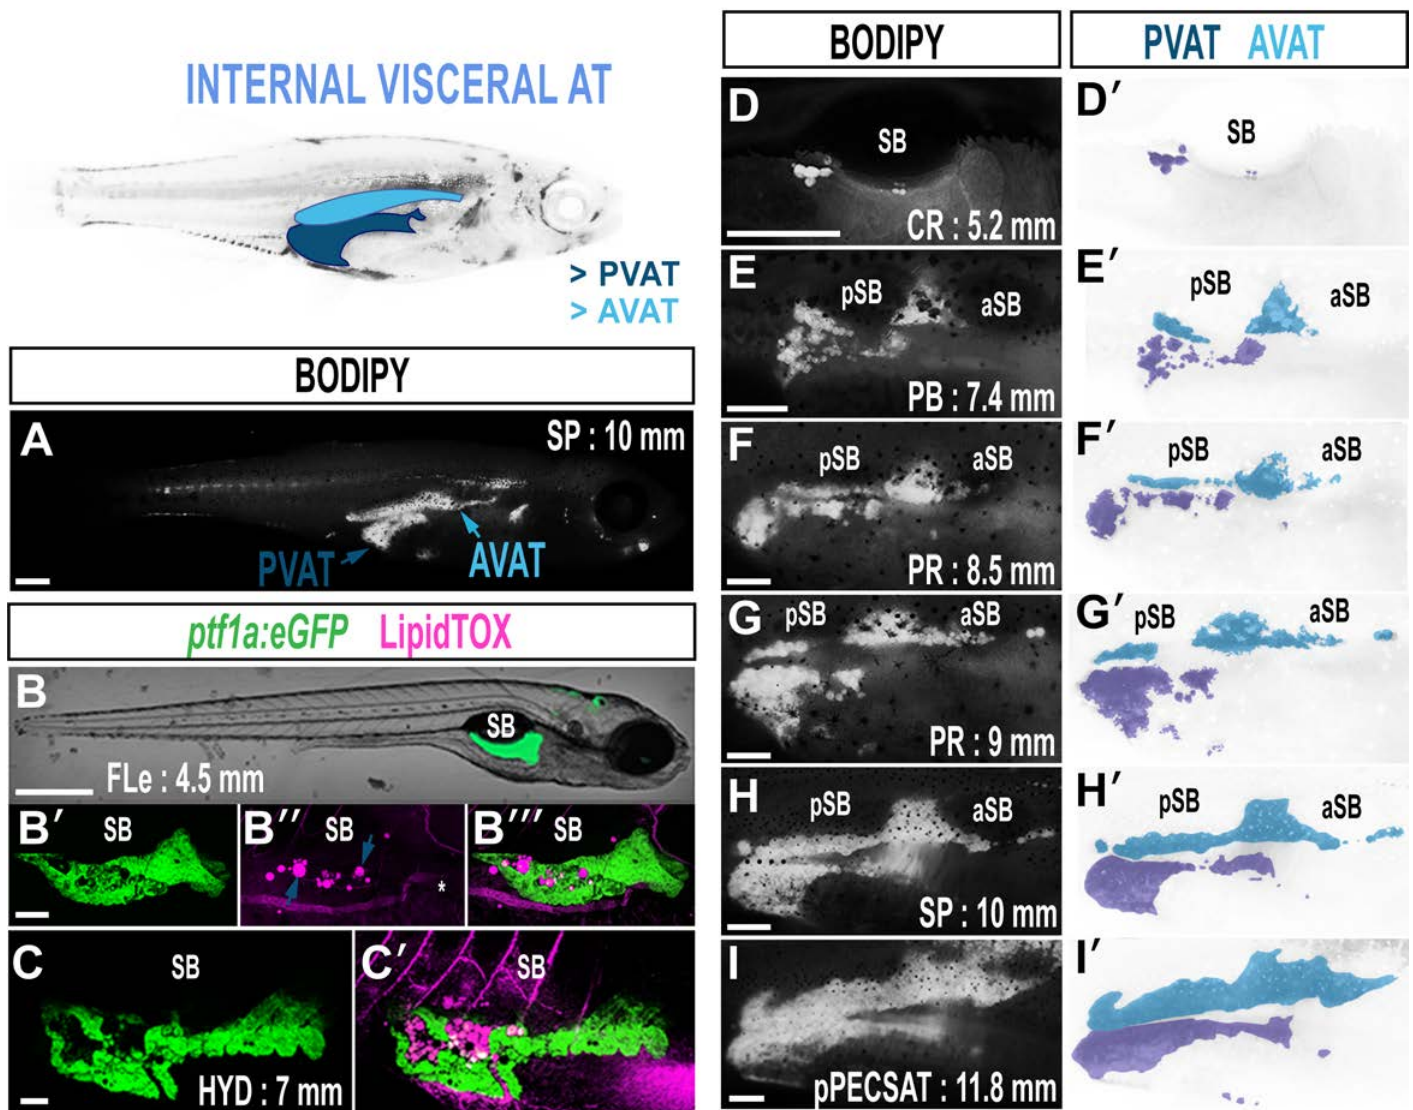 INTERNAL VISCERAL AT
> PVAT
> AVAT
BODIPY
A
SP : 10 mm
PVAT
AVAT
ptf1a:eGFP LipidTOX
B
SB
FLe : 4.5 mm
B′ SB
B′′ SB
*
B′′′ SB
C
SB
HYD : 7 mm
C′
SB
BODIPY
PVAT AVAT
D
SB
CR : 5.2 mm
D′
SB
E
pSB
aSB
PB : 7.4 mm
E′
pSB
aSB
F
pSB
aSB
PR : 8.5 mm
F′
pSB
aSB
G
pSB
aSB
PR : 9 mm
G′
pSB
aSB
H
pSB
aSB
SP : 10 mm
H′
pSB
aSB
I
pPECSAT : 11.8 mm
I′